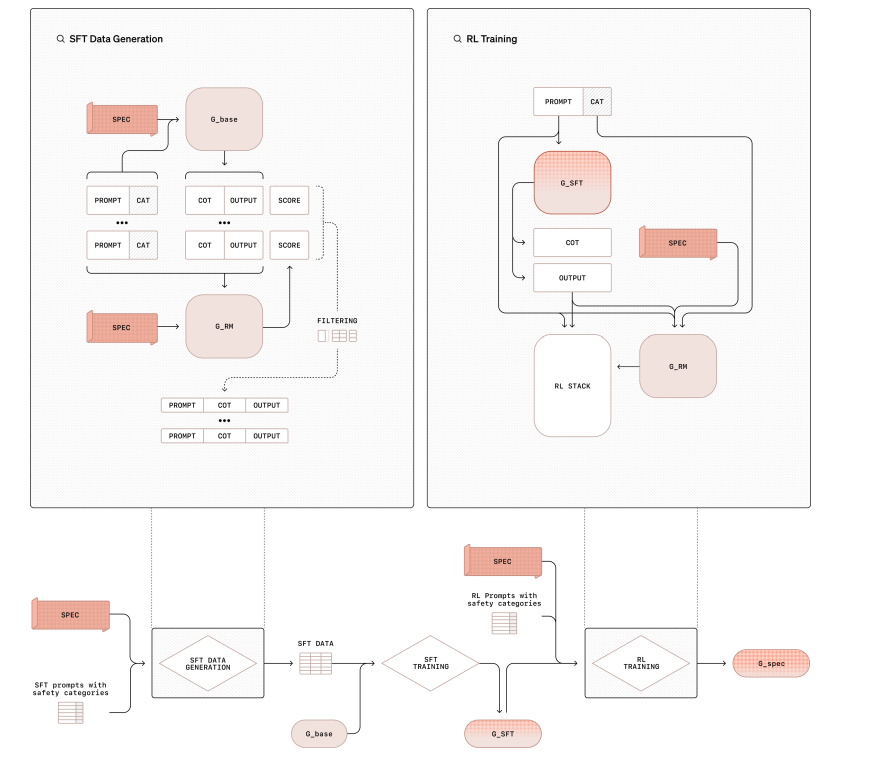 SFT Data Generation
SPEC
G_base
PROMPT CAT
COT OUTPUT SCORE
•••
•••
PROMPT CAT
COT OUTPUT SCORE
SPEC
G_RM
FILTERING
PROMPT COT OUTPUT
•••
PROMPT COT OUTPUT
RL Training
PROMPT CAT
G_SFT
COT
SPEC
OUTPUT
RL STACK
G_RM
SPEC
SFT prompts with
safety categories
SFT DATA
GENERATION
SFT DATA
G_base
SFT
TRAINING
G_SFT
SPEC
RL Prompts with
safety categories
RL
TRAINING
G_spec